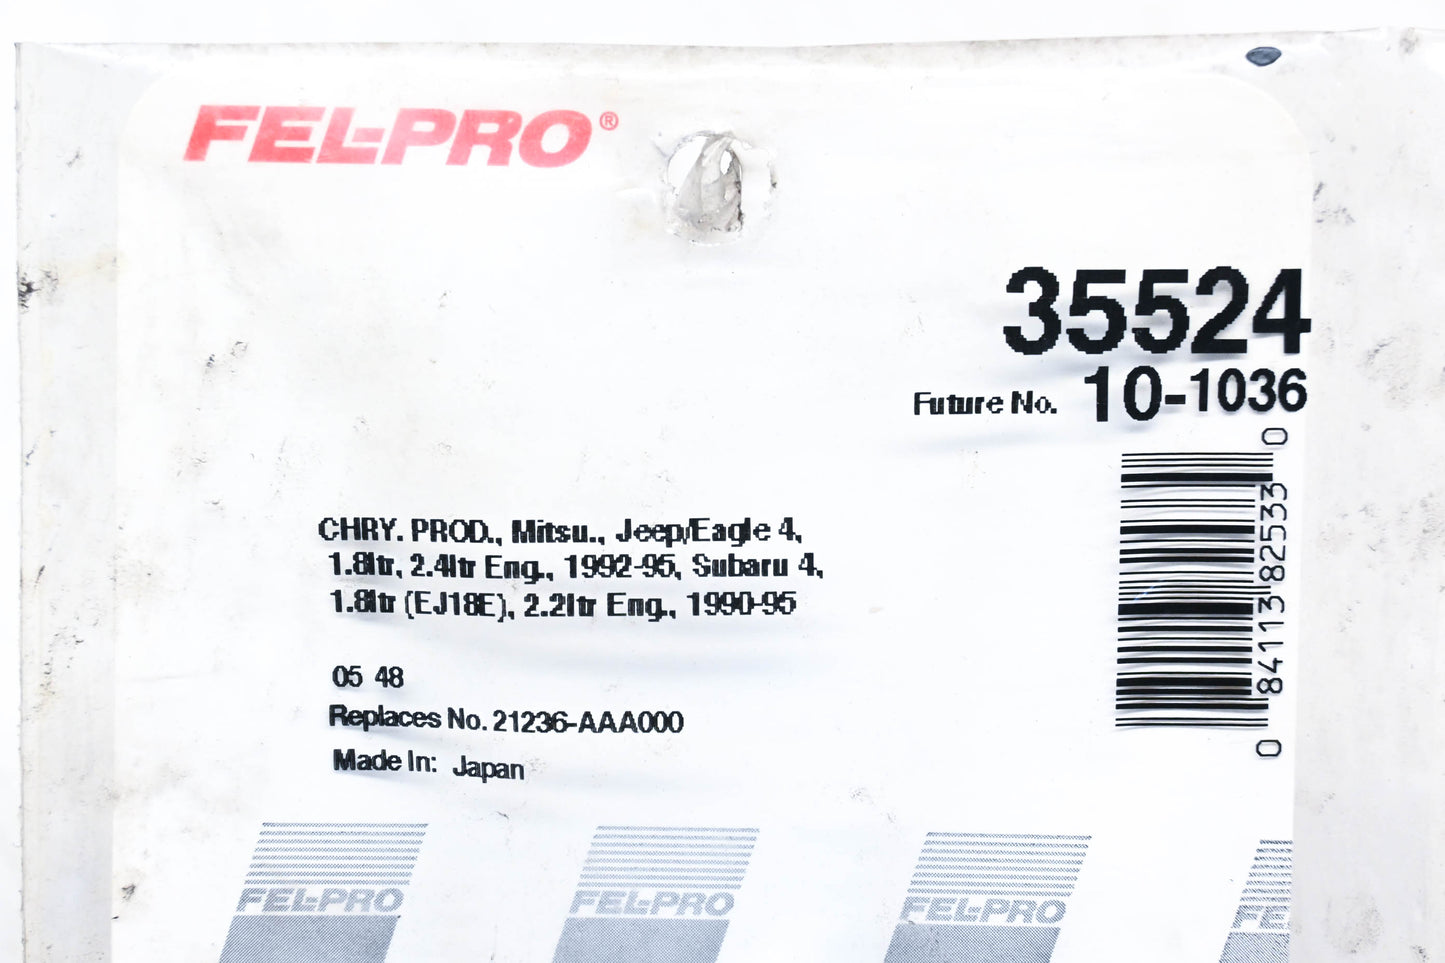 FEL-PRO®
35524
Future No. 10-1036
CHRY. PROD., Mitsu., Jeep/Eagle 4,
1.8ltr, 2.4ltr Eng., 1992-95, Subaru 4,
1.8ltr (EJ18E), 2.2ltr Eng., 1990-95
05 48
Replaces No. 21236-AAA000
Made In: Japan
0 84113 82533 0
FEL-PRO FEL-PRO FEL-PRO FE